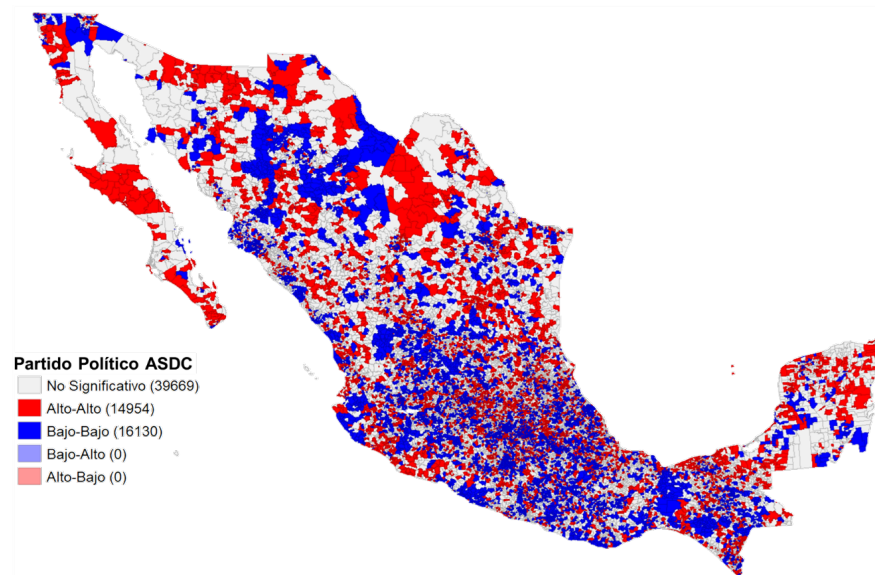 Partido Político ASDC
No Significativo (39669)
Alto-Alto (14954)
Bajo-Bajo (16130)
Bajo-Alto (0)
Alto-Bajo (0)